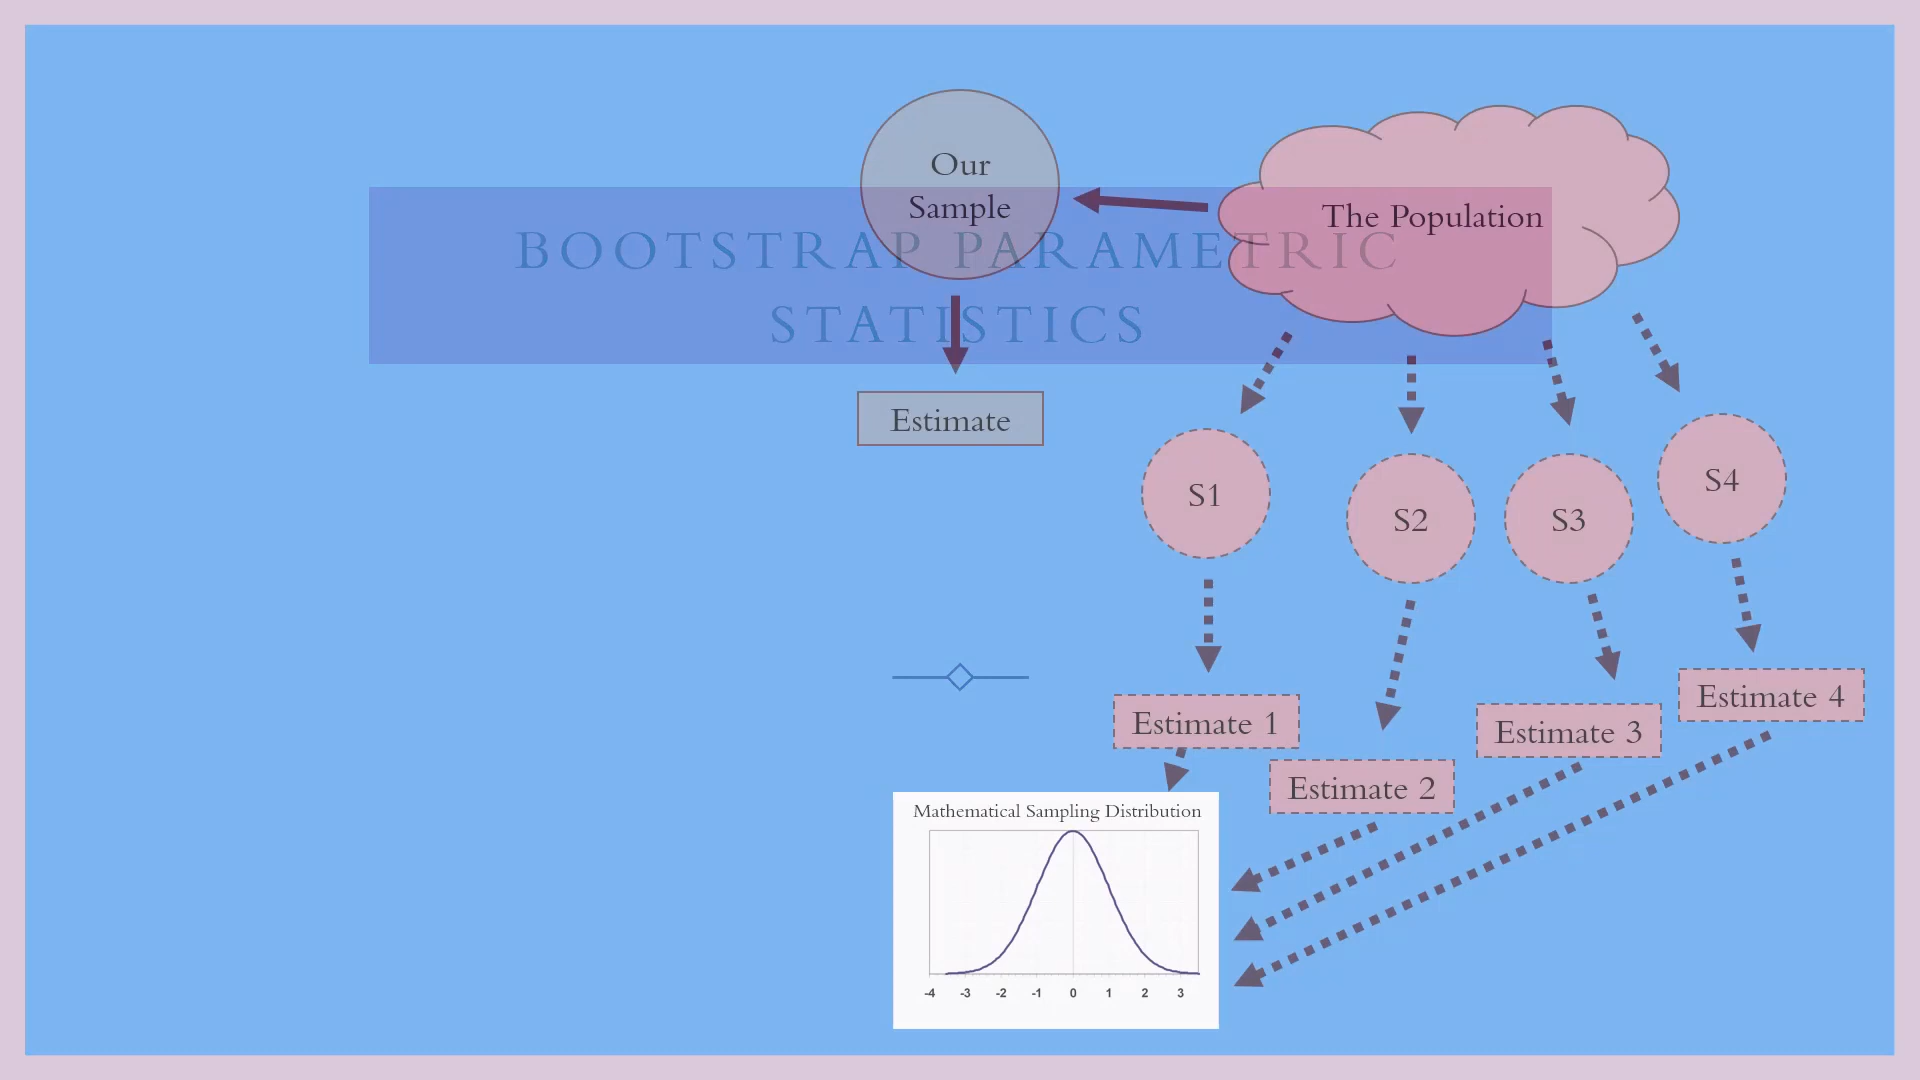 Our
Sample
The Population
BOOTSTRAP PARAMETRIC
STATISTICS
Estimate
S1
S2
S3
S4
Estimate 1
Estimate 2
Estimate 3
Estimate 4
Mathematical Sampling Distribution
-4 -3 -2 -1 0 1 2 3